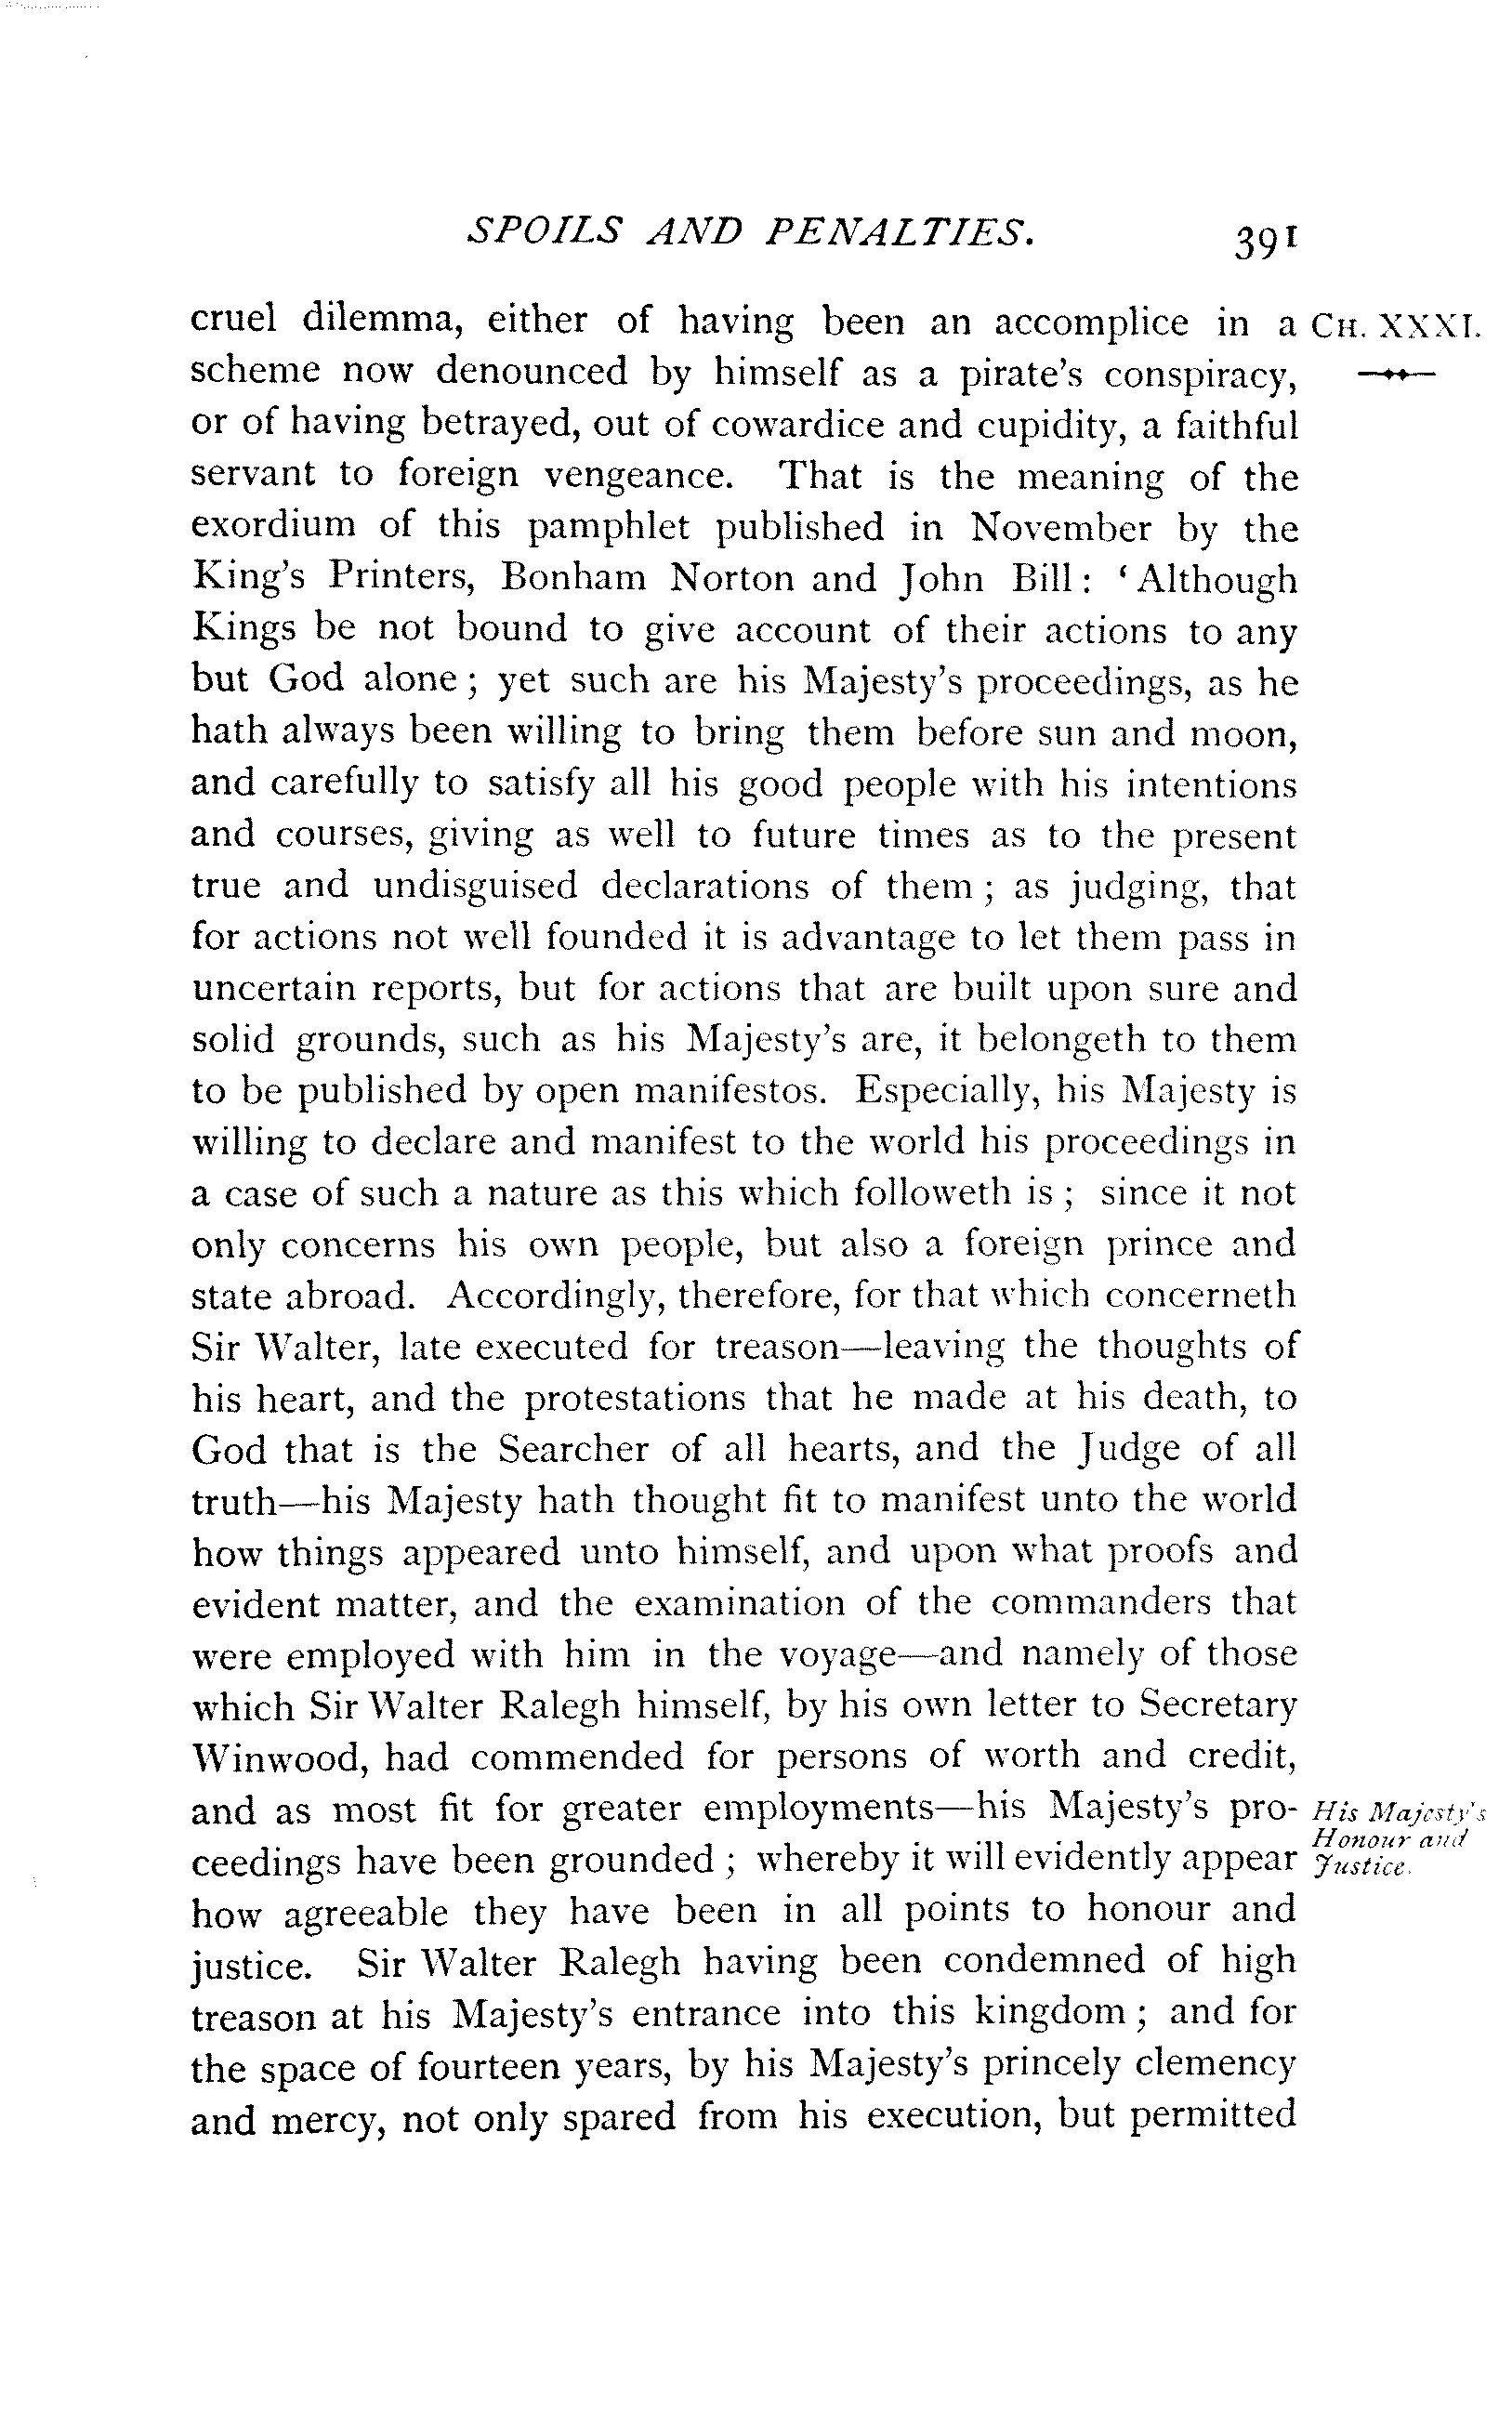 SPOILS AND PENALTIES. 391
cruel dilemma, either of having been an accomplice in a CH. XXXI.
scheme now denounced by himself as a pirate's conspiracy,
or of having betrayed, out of cowardice and cupidity, a faithful
servant to foreign vengeance. That is the meaning of the
exordium of this pamphlet published in November by the
King's Printers, Bonham Norton and John Bill: 'Although
Kings be not bound to give account of their actions to any
but God alone; yet such are his Majesty's proceedings, as he
hath always been willing to bring them before sun and moon,
and carefully to satisfy all his good people with his intentions
and courses, giving as well to future times as to the present
true and undisguised declarations of them; as judging, that
for actions not well founded it is advantage to let them pass in
uncertain reports, but for actions that are built upon sure and
solid grounds, such as his Majesty's are, it belongeth to them
to be published by open manifestos. Especially, his Majesty is
willing to declare and manifest to the world his proceedings in
a case of such a nature as this which followeth is; since it not
only concerns his own people, but also a foreign prince and
state abroad. Accordingly, therefore, for that which concerneth
Sir Walter, late executed for treason—leaving the thoughts of
his heart, and the protestations that he made at his death, to
God that is the Searcher of all hearts, and the Judge of all
truth—his Majesty hath thought fit to manifest unto the world
how things appeared unto himself, and upon what proofs and
evident matter, and the examination of the commanders that
were employed with him in the voyage—and namely of those
which Sir Walter Ralegh himself, by his own letter to Secretary
Winwood, had commended for persons of worth and credit,
and as most fit for greater employments—his Majesty's pro-
ceedings have been grounded; whereby it will evidently appear
how agreeable they have been in all points to honour and
justice. Sir Walter Ralegh having been condemned of high
treason at his Majesty's entrance into this kingdom; and for
the space of fourteen years, by his Majesty's princely clemency
and mercy, not only spared from his execution, but permitted
His Majesty's
Honour and
Justice.